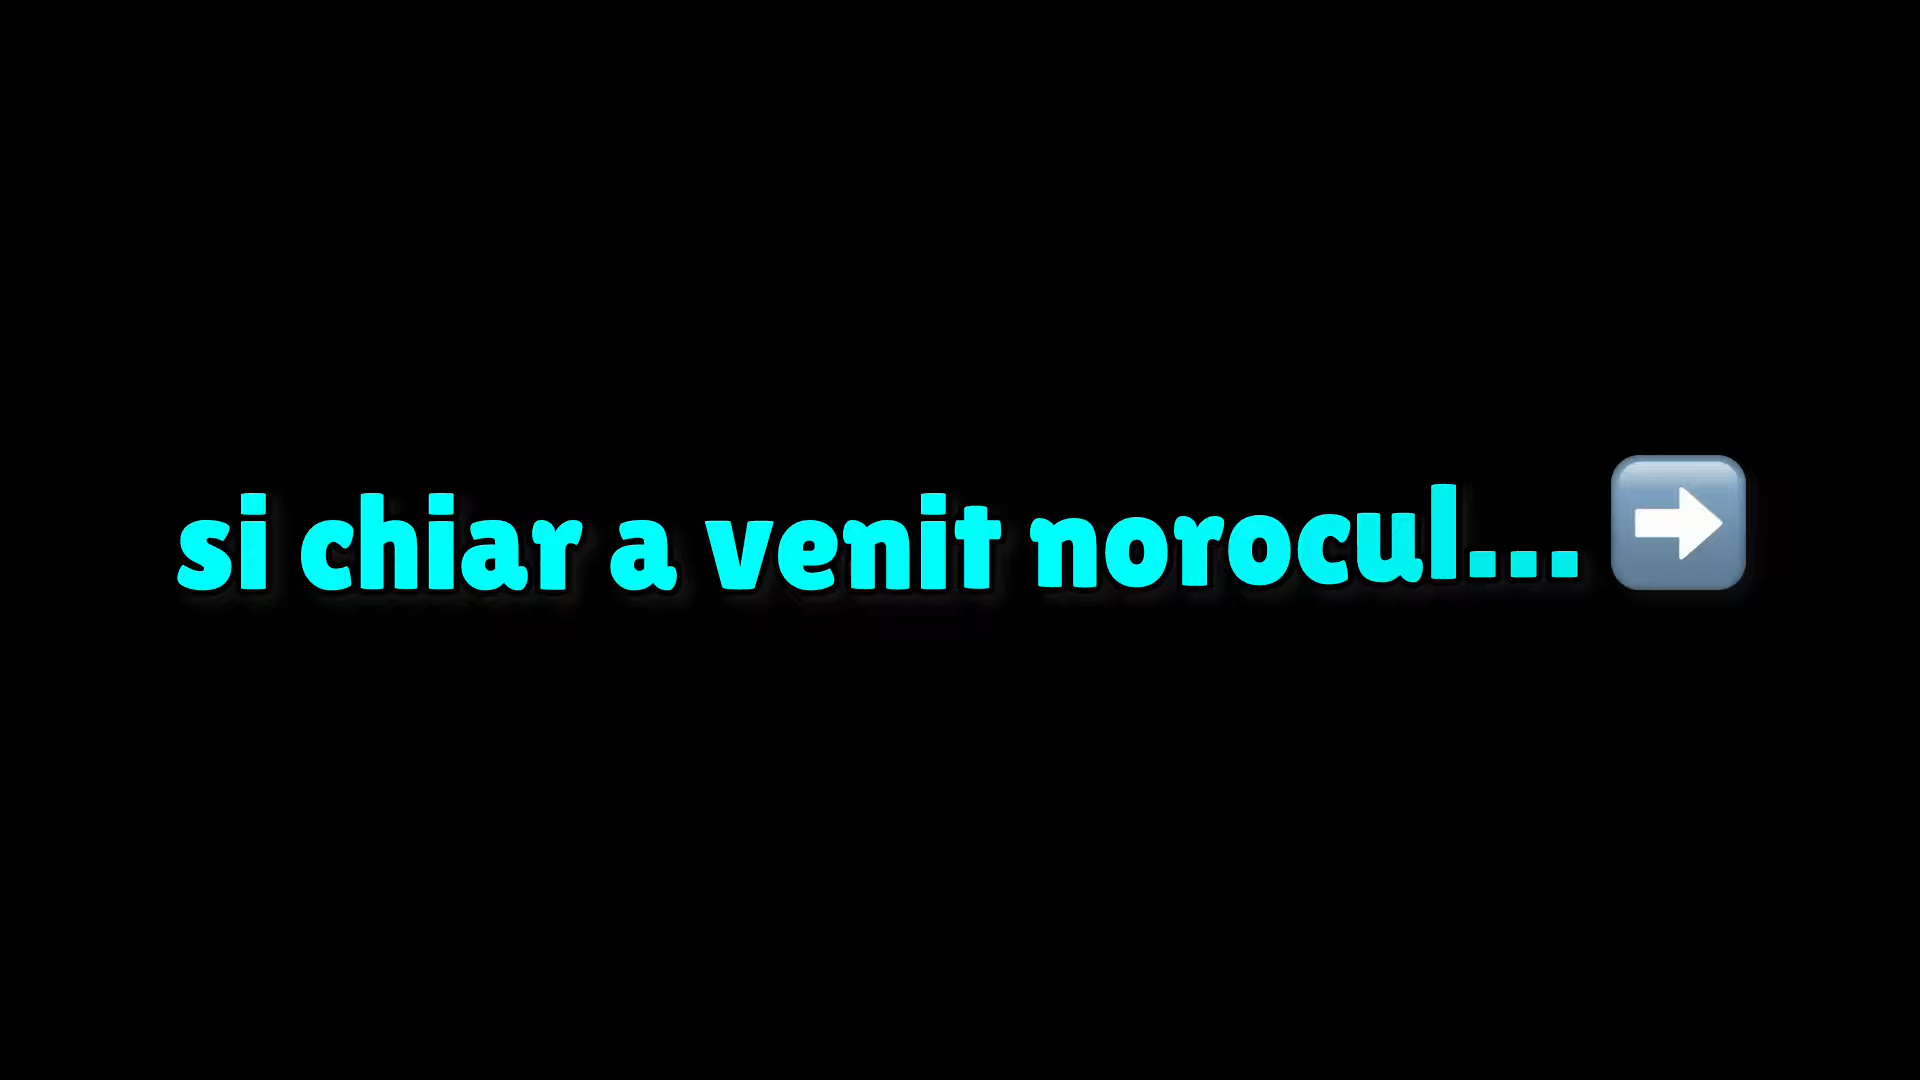 si chiar a venit norocul... ➡️